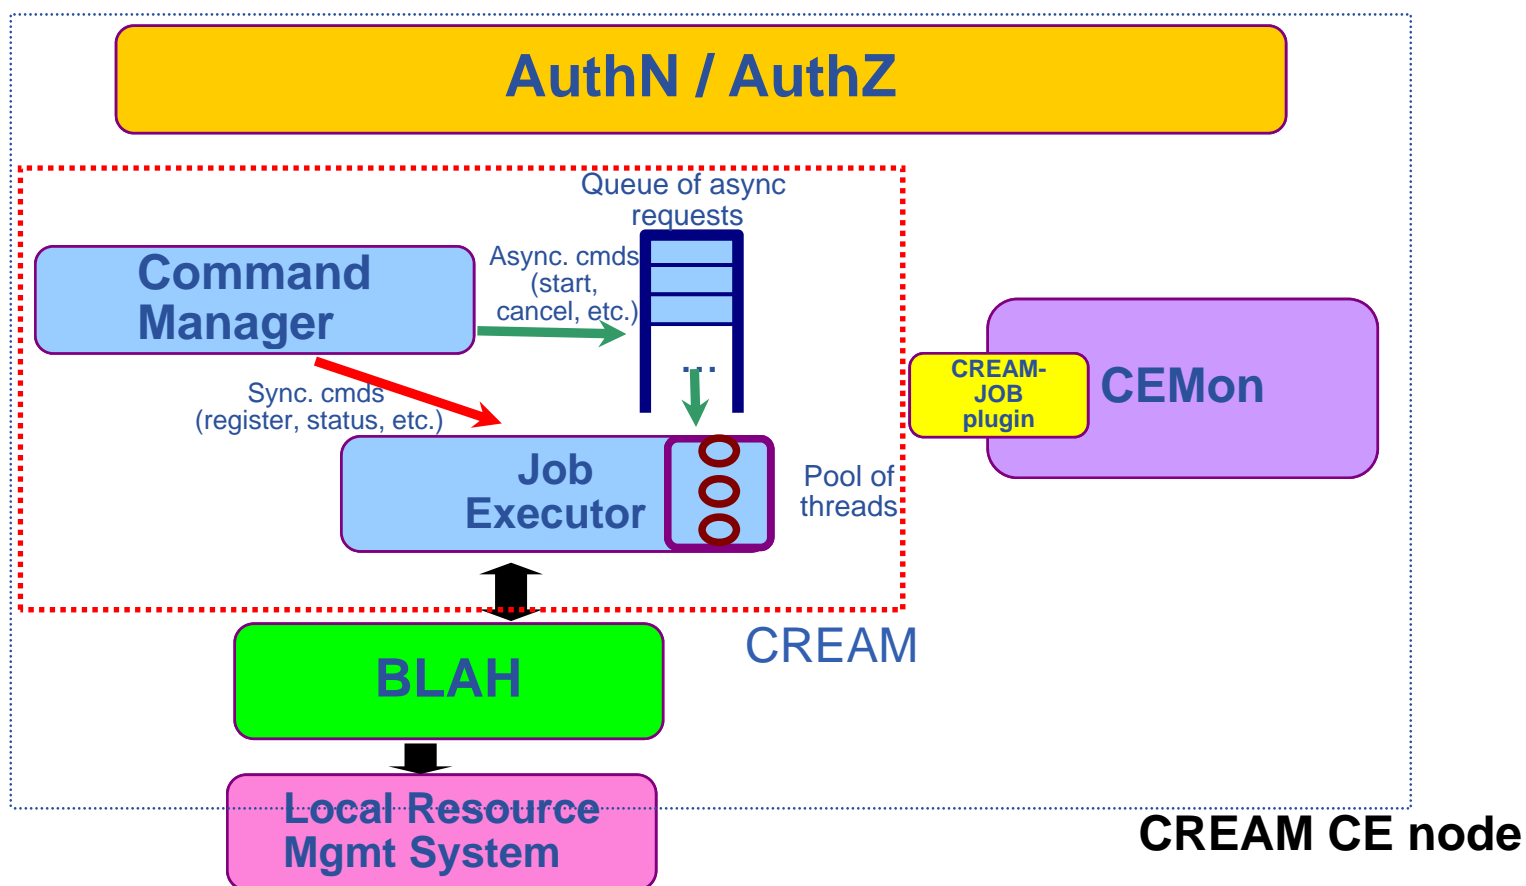 AuthN / AuthZ
Queue of async
requests
Command
Manager
Async. cmds
(start,
cancel, etc.)
...
Sync. cmds
(register, status, etc.)
CREAM-
JOB
plugin
CEMon
Job
Executor
Pool of
threads
CREAM
BLAH
Local Resource
Mgmt System
CREAM CE node